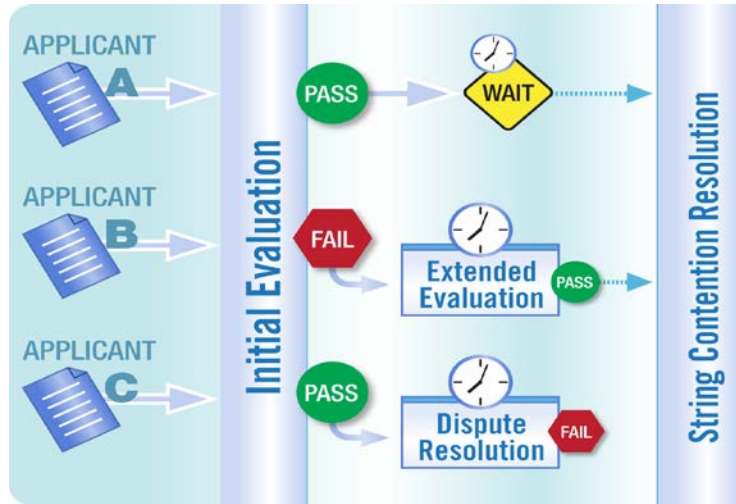 APPLICANT
A
PASS
WAIT
APPLICANT
B
FAIL
Extended
Evaluation
PASS
APPLICANT
C
PASS
Dispute
Resolution
FAIL
Initial Evaluation
String Contention Resolution